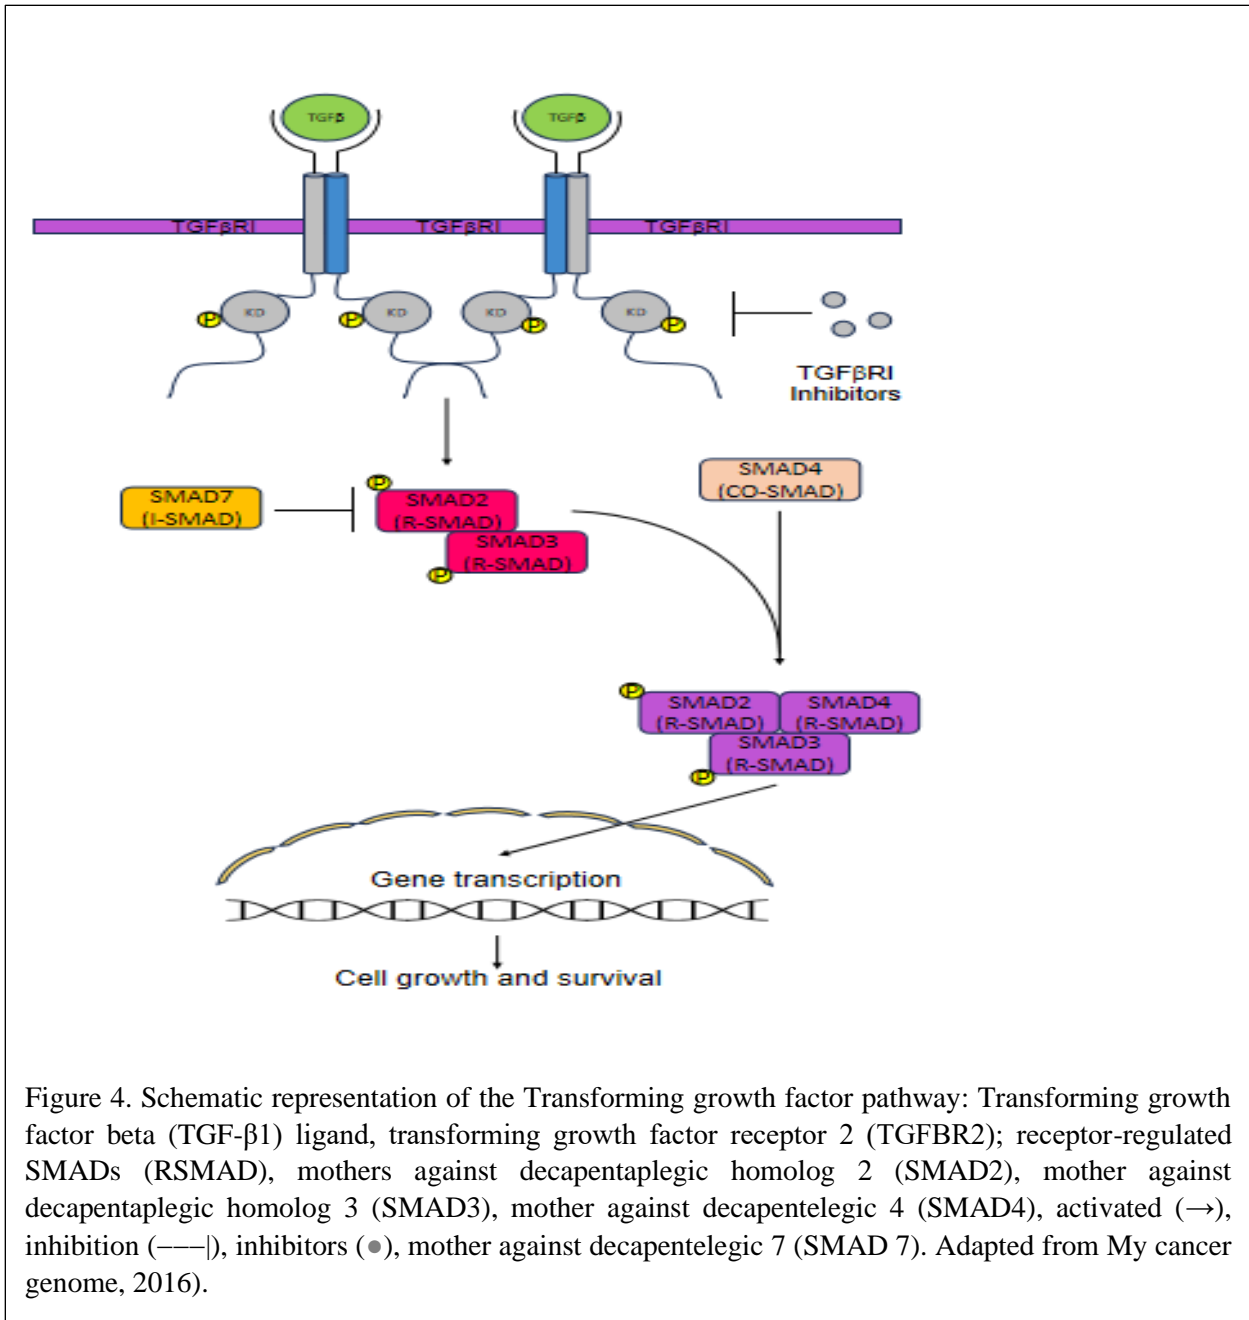 TGFβ TGFβ
TGFβRI TGFβRI TGFβRI
KD KD KD KD
P P P P
TGFβRI
Inhibitors
SMAD4
(CO-SMAD)
P
SMAD7
(I-SMAD)
SMAD2
(R-SMAD)
SMAD3
(R-SMAD)
P
P
SMAD2
(R-SMAD)
SMAD4
(R-SMAD)
SMAD3
(R-SMAD)
P
Gene transcription
Cell growth and survival
Figure 4. Schematic representation of the Transforming growth factor pathway: Transforming growth
factor beta (TGF-β1) ligand, transforming growth factor receptor 2 (TGFBR2); receptor-regulated
SMADs (RSMAD), mothers against decapentaplegic homolog 2 (SMAD2), mother against
decapentaplegic homolog 3 (SMAD3), mother against decapentelegic 4 (SMAD4), activated (→),
inhibition (–––|), inhibitors (●), mother against decapentelegic 7 (SMAD 7). Adapted from My cancer
genome, 2016).